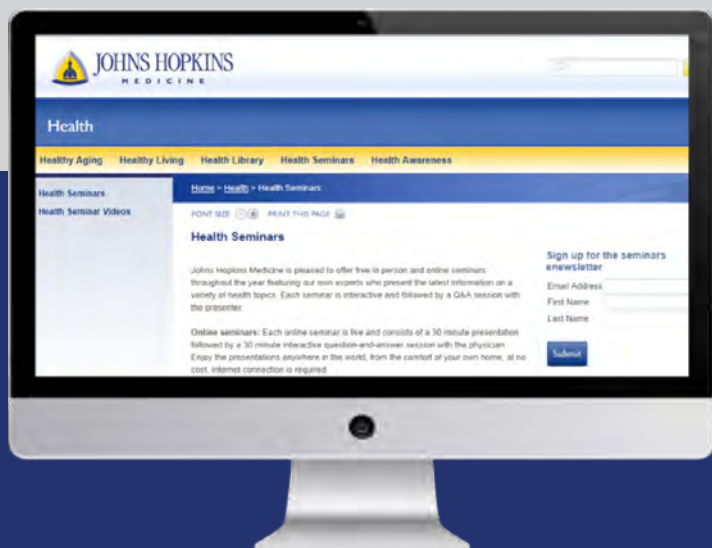 JOHNS HOPKINS
MEDICINE
Health
Healthy Aging Healthy Living Health Library Health Seminars Health Awareness
Health Seminars
Health Seminar Videos
Home > Health > Health Seminars
FONT SIZE PRINT THIS PAGE
Health Seminars
Johns Hopkins Medicine is pleased to offer free in person and online seminars
throughout the year featuring our own experts who present the latest information on a
variety of health topics. Each seminar is interactive and followed by a Q&A session with
the presenter.
Online seminars: Each online seminar is live and consists of a 30 minute presentation
followed by a 30 minute interactive question-and-answer session with the physician.
Enjoy the presentations anywhere in the world, from the comfort of your own home, at no
cost, internet connection is required.
Sign up for the seminars
enewsletter
Email Address
First Name
Last Name
Submit